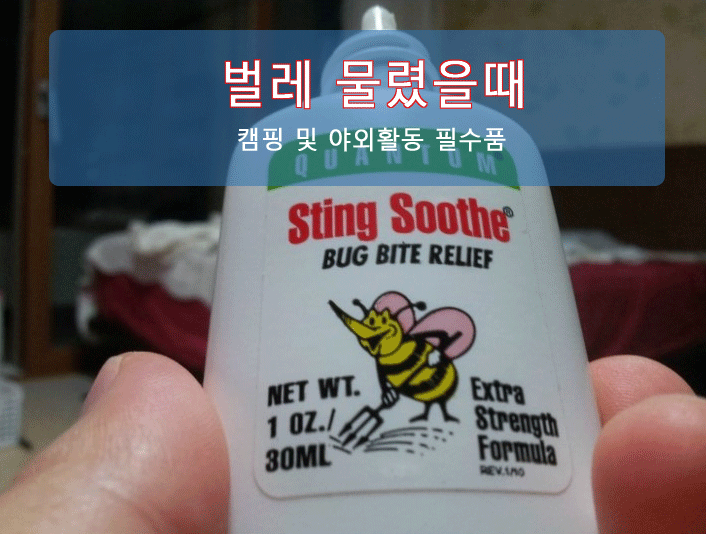 벌레 물렸을때
캠핑 및 야외활동 필수품
QUANTUM®
Sting Soothe®
BUG BITE RELIEF
NET WT.
1 OZ./
30ML
Extra
Strength
Formula
REV.1/10